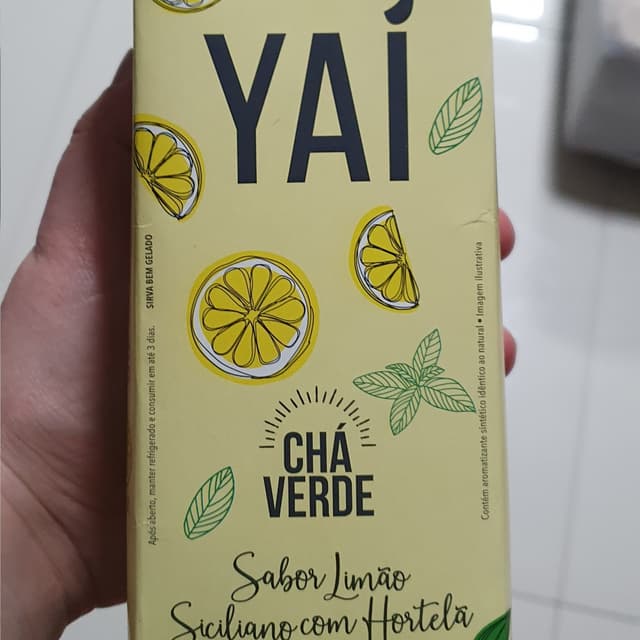 YAÍ
Após aberto, manter refrigerado e consumir em até 3 dias. SIRVA BEM GELADO
Contém aromatizante sintético idêntico ao natural • Imagem ilustrativa
CHÁ
VERDE
Sabor Limão
Siciliano com Hortelã